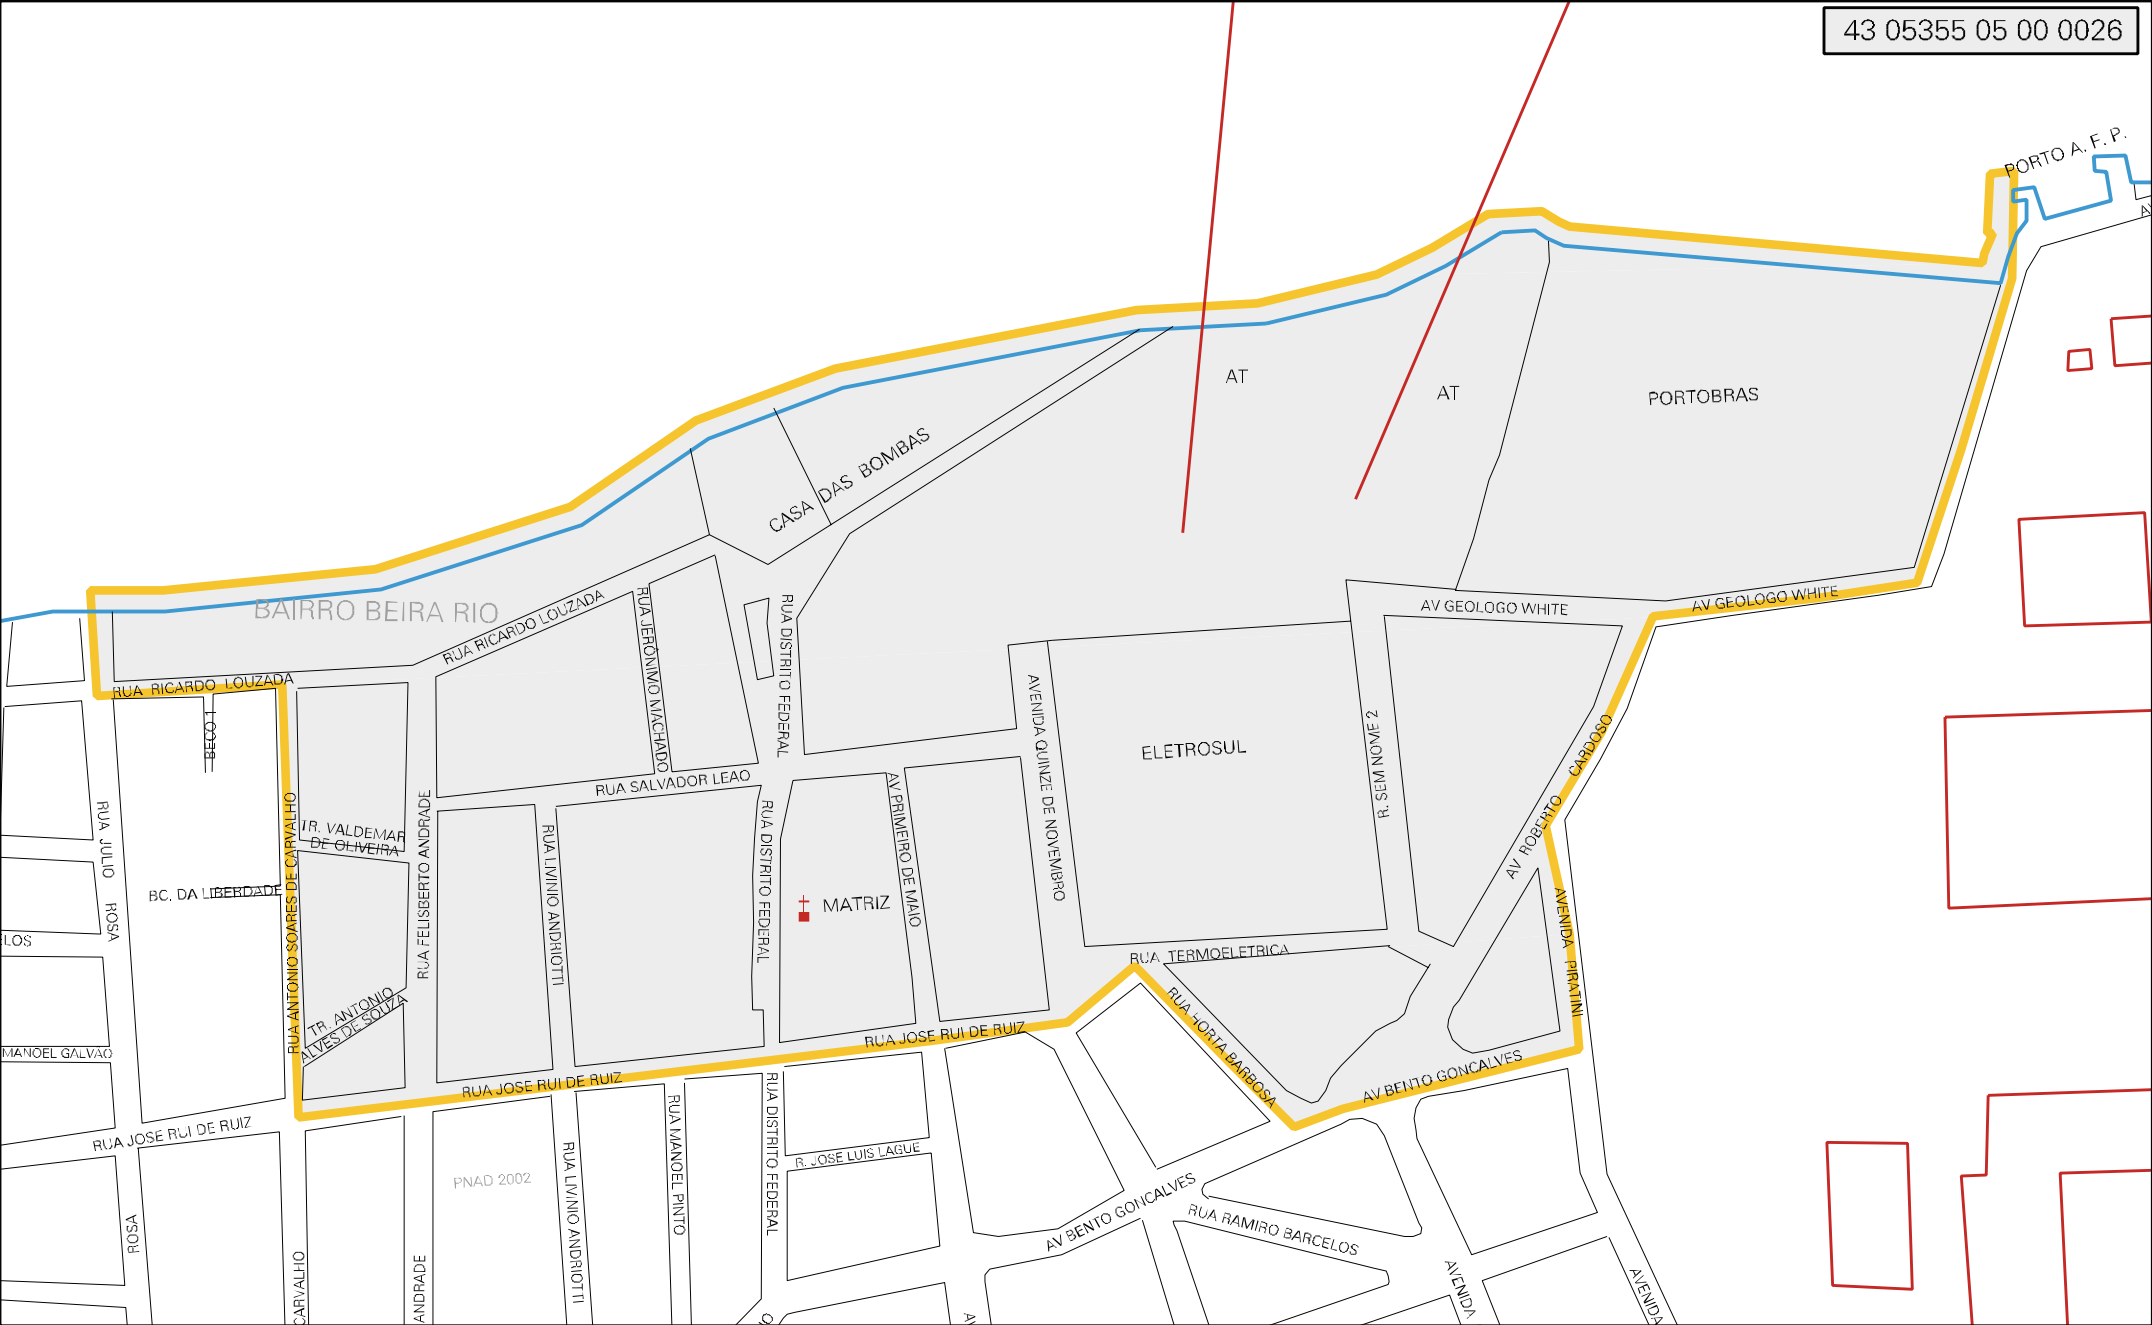 43 05355 05 00 0026
PORTO A. F. P.
AT
AT
PORTOBRAS
CASA DAS BOMBAS
BAIRRO BEIRA RIO
RUA RICARDO LOUZADA
RUA JERÔNIMO MACHADO
RUA DISTRITO FEDERAL
AV GEOLOGO WHITE
AV GEOLOGO WHITE
RUA RICARDO LOUZADA
BECO 1
AVENIDA QUINZE DE NOVEMBRO
ELETROSUL
R. SEM NOME 2
AV ROBERTO CARDOSO
RUA SALVADOR LEAO
RUA JULIO ROSA
RUA ANTONIO SOARES DE CARVALHO
TR. VALDEMAR
DE OLIVEIRA
RUA FELISBERTO ANDRADE
RUA LIVINIO ANDRIOTTI
RUA DISTRITO FEDERAL
AV PRIMEIRO DE MAIO
MATRIZ
BC. DA LIBERDADE
ELOS
AVENIDA PIRATINI
RUA TERMOELETRICA
TR. ANTONIO
ALVES DE SOUZA
RUA HORTA BARBOSA
MANOEL GALVAO
RUA JOSE RUI DE RUIZ
RUA JOSE RUI DE RUIZ
AV BENTO GONCALVES
RUA JOSE RUI DE RUIZ
RUA MANOEL PINTO
RUA DISTRITO FEDERAL
R. JOSE LUIS LAGUE
PNAD 2002
RUA LIVINIO ANDRIOTTI
AV BENTO GONCALVES
RUA RAMIRO BARCELOS
ROSA
CARVALHO
ANDRADE
AVENIDA
AVENIDA